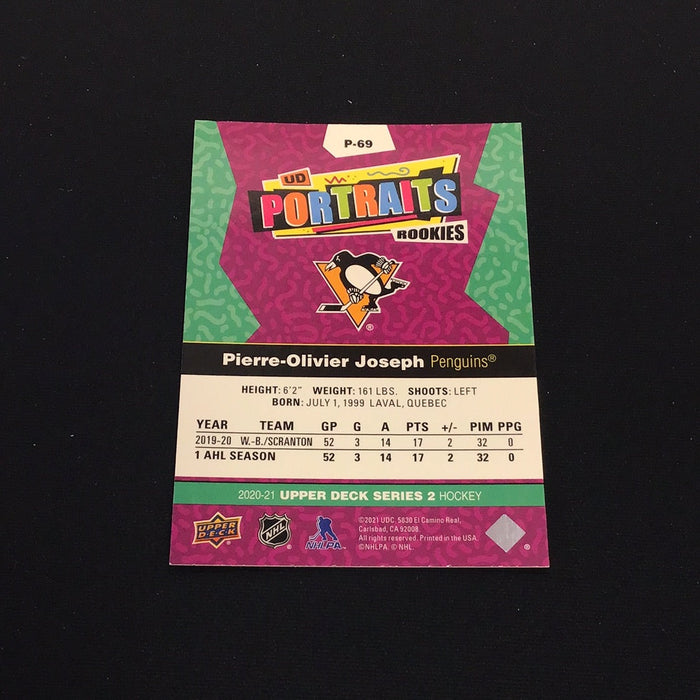 P-69
UD
PORTRAITS
ROOKIES
®
Pierre-Olivier Joseph Penguins®
HEIGHT: 6'2" WEIGHT: 161 LBS. SHOOTS: LEFT
BORN: JULY 1, 1999 LAVAL, QUEBEC
YEAR TEAM GP G A PTS +/- PIM PPG
2019-20 W.-B./SCRANTON 52 3 14 17 2 32 0
1 AHL SEASON 52 3 14 17 2 32 0
2020-21 UPPER DECK SERIES 2 HOCKEY
UPPER DECK
NHL
NHLPA
©2021 UDC. 5830 El Camino Real,
Carlsbad, CA 92008.
All rights reserved. Printed in the USA.
©NHLPA. © NHL.
®